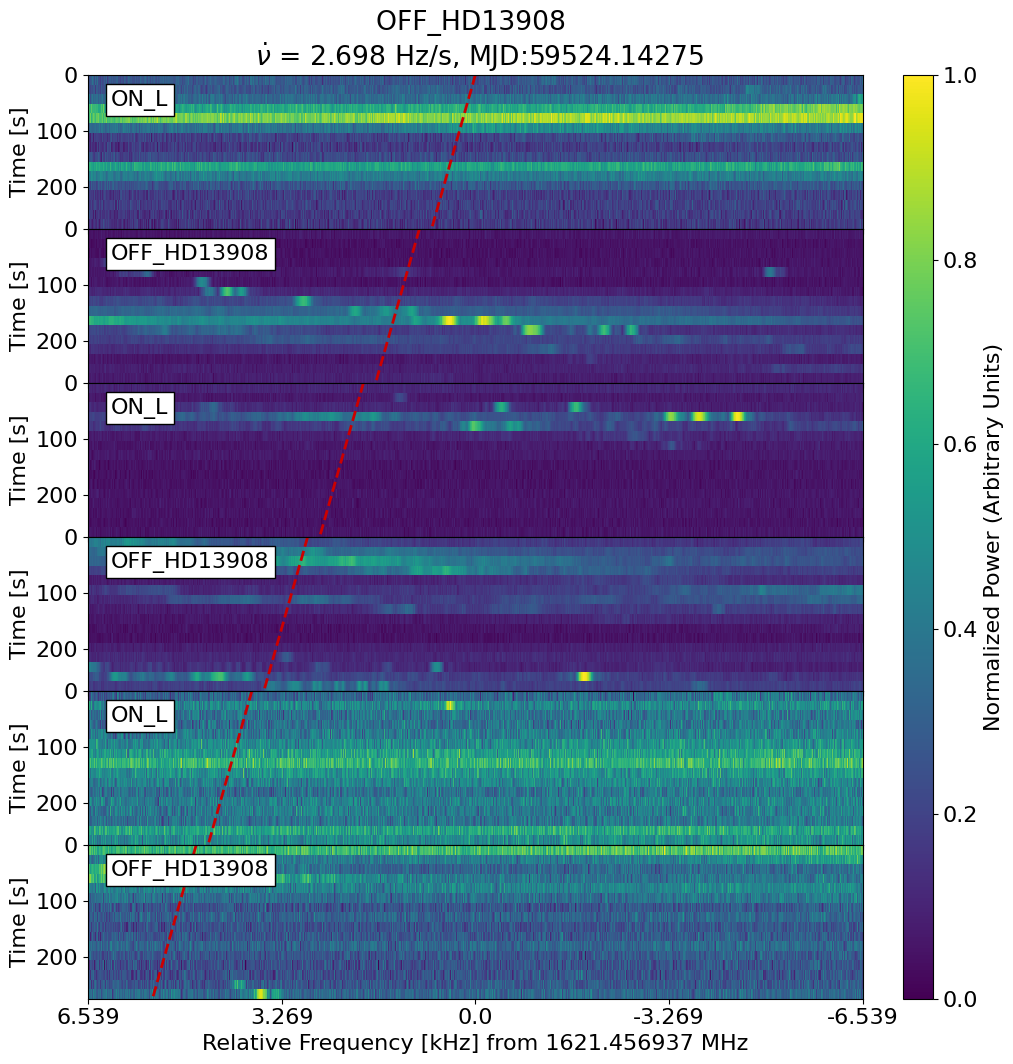 OFF_HD13908
ν̇ = 2.698 Hz/s, MJD:59524.14275
ON_L
OFF_HD13908
ON_L
OFF_HD13908
ON_L
OFF_HD13908
Time [s]
0
100
200
Time [s]
0
100
200
Time [s]
0
100
200
Time [s]
0
100
200
Time [s]
0
100
200
Time [s]
0
100
200
6.539 3.269 0.0 -3.269 -6.539
Relative Frequency [kHz] from 1621.456937 MHz
1.0
0.8
0.6
0.4
0.2
0.0
Normalized Power (Arbitrary Units)